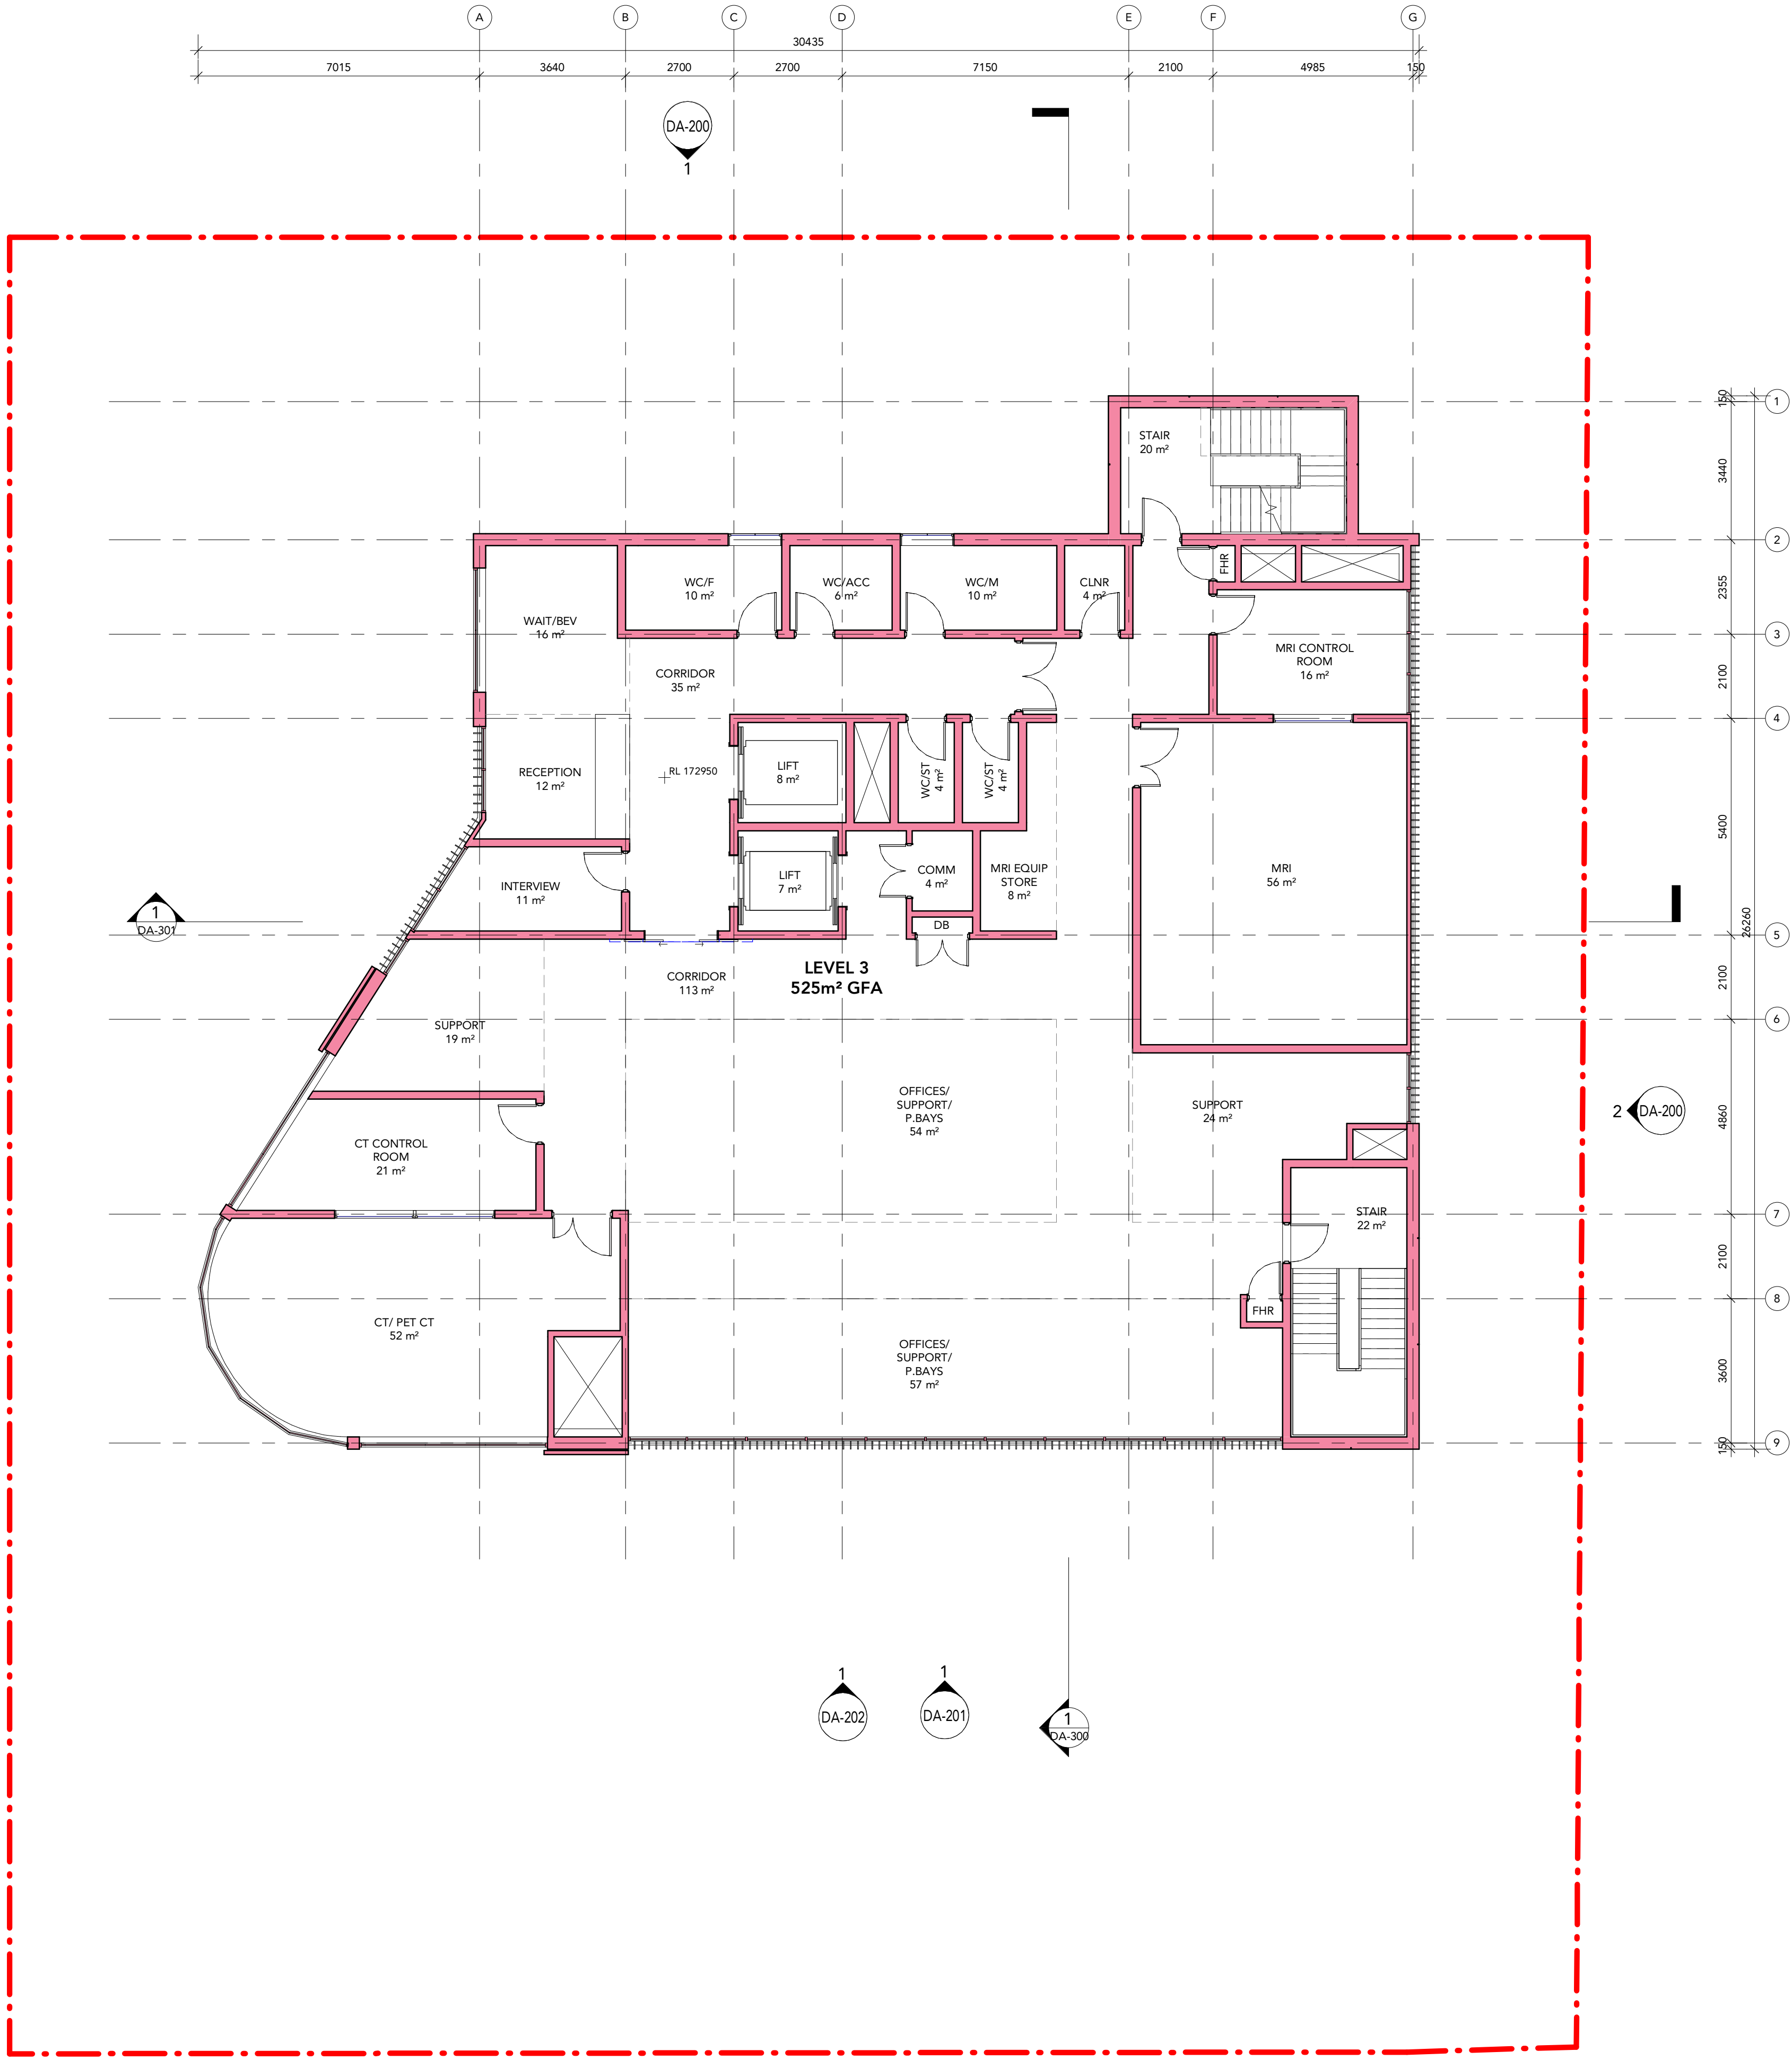 A B C D E F G
30435
7015 3640 2700 2700 7150 2100 4985 150
DA-200
1
1
150
STAIR
20 m²
3440
2
FHR
WC/F
10 m²
WC/ACC
6 m²
WC/M
10 m²
CLNR
4 m²
2355
WAIT/BEV
16 m²
3
MRI CONTROL
ROOM
16 m²
CORRIDOR
35 m²
2100
4
RECEPTION
12 m²
RL 172950
LIFT
8 m²
WC/ST
4 m²
WC/ST
4 m²
5400
INTERVIEW
11 m²
LIFT
7 m²
COMM
4 m²
MRI EQUIP
STORE
8 m²
MRI
56 m²
1
DA-301
DB
26260
5
CORRIDOR
113 m²
LEVEL 3
525m² GFA
2100
6
SUPPORT
19 m²
OFFICES/
SUPPORT/
P.BAYS
54 m²
SUPPORT
24 m²
4860
2 DA-200
CT CONTROL
ROOM
21 m²
7
STAIR
22 m²
2100
8
FHR
CT/ PET CT
52 m²
OFFICES/
SUPPORT/
P.BAYS
57 m²
3600
9
150
1
DA-202
1
DA-201
1
DA-300